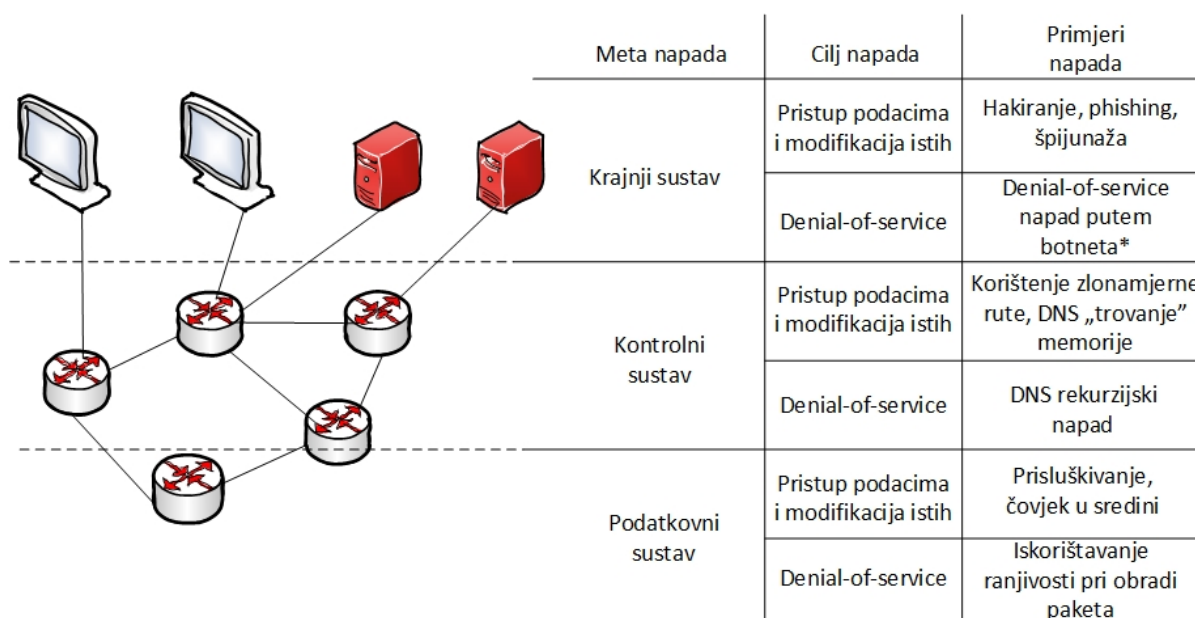 Meta napada
Cilj napada
Primjeri
napada
Krajnji sustav
Pristup podacima
i modifikacija istih
Hakiranje, phishing,
špijunaža
Denial-of-service
Denial-of-service
napad putem
botneta*
Kontrolni
sustav
Pristup podacima
i modifikacija istih
Korištenje zlonamjerne
rute, DNS „trovanje”
memorije
Denial-of-service
DNS rekurzijski
napad
Podatkovni
sustav
Pristup podacima
i modifikacija istih
Prisluškivanje,
čovjek u sredini
Denial-of-service
Iskorištavanje
ranjivosti pri obradi
paketa